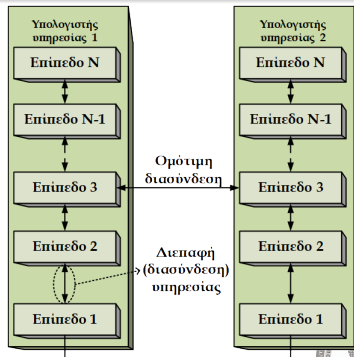 Υπολογιστής
υπηρεσίας 1
Επίπεδο N
Επίπεδο N-1
Επίπεδο 3
Επίπεδο 2
Επίπεδο 1
Ομότιμη
διασύνδεση
Διεπαφή
(διασύνδεση)
υπηρεσίας
Υπολογιστής
υπηρεσίας 2
Επίπεδο N
Επίπεδο N-1
Επίπεδο 3
Επίπεδο 2
Επίπεδο 1